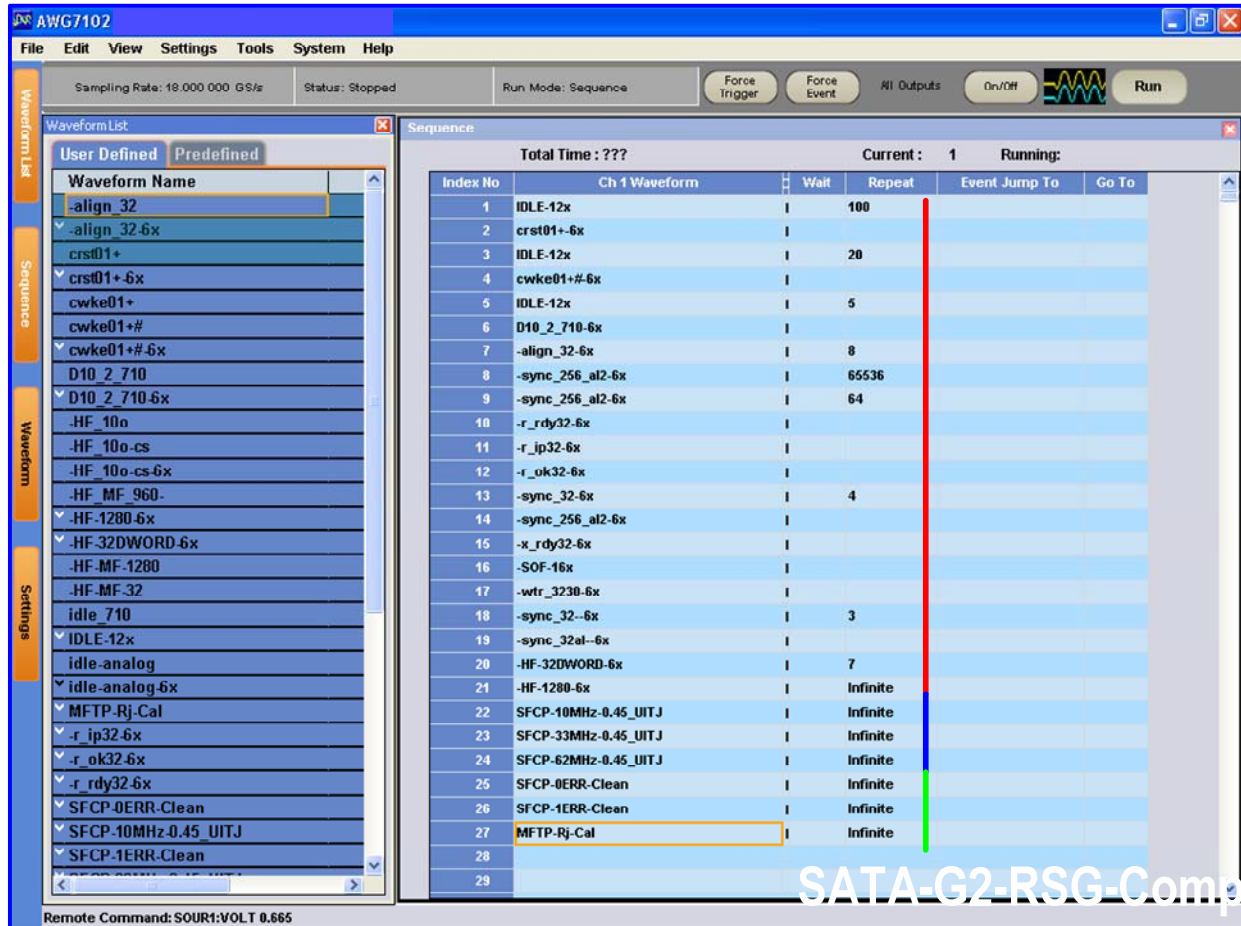 AWG7102
File Edit View Settings Tools System Help
Sampling Rate: 18.000 000 GS/s Status: Stopped Run Mode: Sequence Force Trigger Force Event All Outputs On/Off Run
Waveform List
Sequence
Waveform
Settings
Waveform List
User Defined Predefined
Waveform Name
-align_32
-align_32-6x
crst01+
crst01+-6x
cwke01+
cwke01+#
cwke01+#-6x
D10_2_710
D10_2_710-6x
-HF_10o
-HF_10o-cs
-HF_10o-cs-6x
-HF_MF_960-
-HF-1280-6x
-HF-32DWORD-6x
-HF-MF-1280
-HF-MF-32
idle_710
IDLE-12x
idle-analog
idle-analog-6x
MFTP-Rj-Cal
-r_ip32-6x
-r_ok32-6x
-r_rdy32-6x
SFCP-0ERR-Clean
SFCP-10MHz-0.45_UITJ
SFCP-1ERR-Clean
Sequence
Total Time : ??? Current : 1 Running:
Index No Ch 1 Waveform Wait Repeat Event Jump To Go To
1 IDLE-12x 100
2 crst01+-6x
3 IDLE-12x 20
4 cwke01+#-6x
5 IDLE-12x 5
6 D10_2_710-6x
7 -align_32-6x 8
8 -sync_256_al2-6x 65536
9 -sync_256_al2-6x 64
10 -r_rdy32-6x
11 -r_ip32-6x
12 -r_ok32-6x
13 -sync_32-6x 4
14 -sync_256_al2-6x
15 -x_rdy32-6x
16 -SOF-16x
17 -wtr_3230-6x
18 -sync_32--6x 3
19 -sync_32al--6x
20 -HF-32DWORD-6x 7
21 -HF-1280-6x Infinite
22 SFCP-10MHz-0.45_UITJ Infinite
23 SFCP-33MHz-0.45_UITJ Infinite
24 SFCP-62MHz-0.45_UITJ Infinite
25 SFCP-0ERR-Clean Infinite
26 SFCP-1ERR-Clean Infinite
27 MFTP-Rj-Cal Infinite
28
29
SATA-G2-RSG-Comp
Remote Command: SOUR1:VOLT 0.665